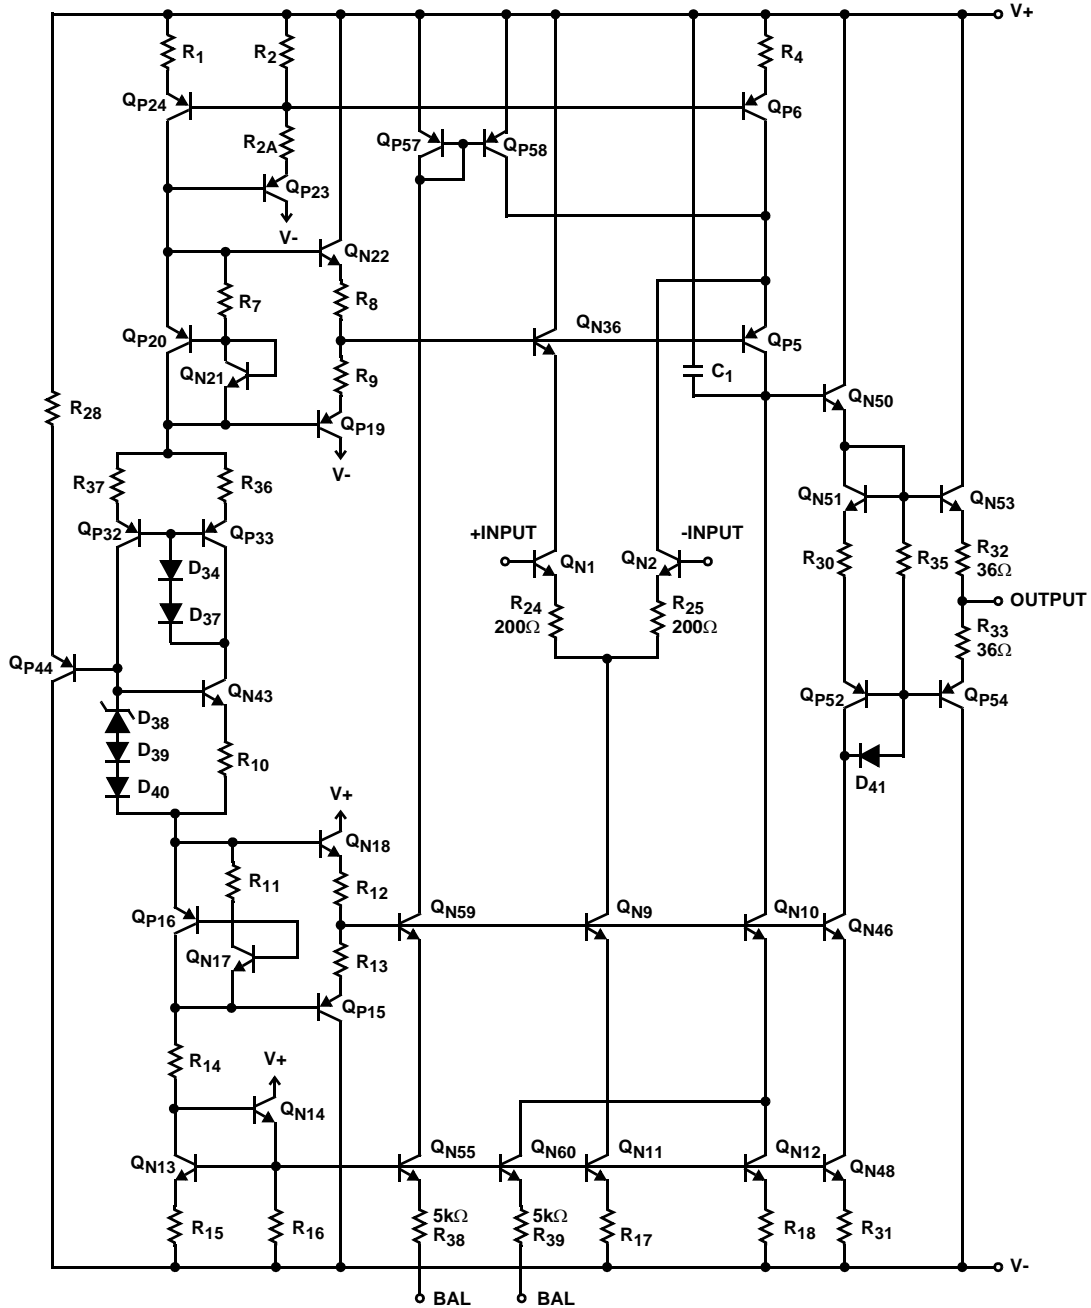 V+
R1
R2
R4
QP24
QP6
R2A
QP57
QP58
QP23
V-
QN22
R7
R8
QN36
QP20
QP5
QN21
R9
C1
R28
QN50
QP19
V-
R37
R36
QN51
QN53
QP32
QP33
+INPUT
-INPUT
D34
QN1
QN2
R30
R35
R32
36Ω
D37
R24
200Ω
R25
200Ω
OUTPUT
R33
36Ω
QP44
QN43
QP52
QP54
D38
D39
R10
D40
D41
V+
QN18
R11
R12
QP16
QN59
QN9
QN10
QN46
QN17
R13
QP15
R14
V+
QN14
QN13
QN55
QN60
QN11
QN12
QN48
R15
R16
5kΩ
R38
5kΩ
R39
R17
R18
R31
V-
BAL
BAL